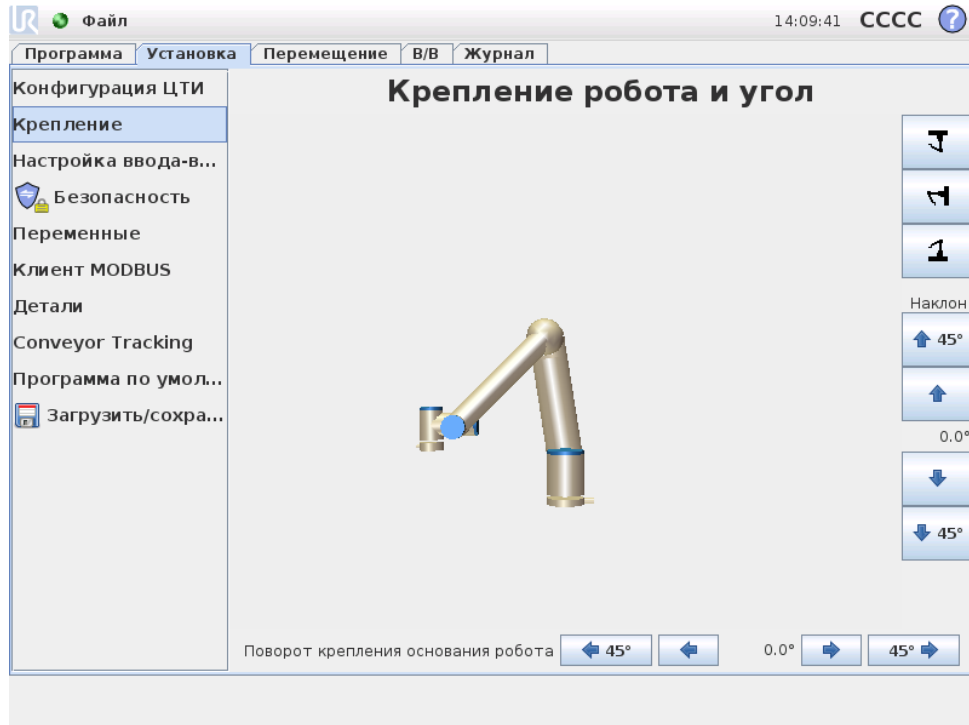 UR Файл 14:09:41 CCCC ?
Программа Установка Перемещение В/В Журнал
Конфигурация ЦТИ
Крепление
Настройка ввода-в...
Безопасность
Переменные
Клиент MODBUS
Детали
Conveyor Tracking
Программа по умол...
Загрузить/сохра...
Крепление робота и угол
Наклон
45°
0.0°
45°
Поворот крепления основания робота 45° 0.0° 45°